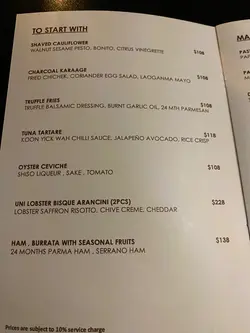 TO START WITH
MA
SHAVED CAULIFLOWER
WALNUT SESAME PESTO, BONITO, CITRUS VINEGRETTE $108
CHARCOAL KARAAGE
FRIED CHICHER, CORIANDER EGG SALAD, LAOGANMA MAYO $108
TRUFFLE FRIES
TRUFFLE BALSAMIC DRESSING, BURNT GARLIC OIL, 24 MTH PARMESAN $108
TUNA TARTARE
KOON YICK WAH CHILLI SAUCE, JALAPEÑO AVOCADO, RICE CRISP $118
OYSTER CEVICHE $108
SHISO LIQUEUR , SAKE , TOMATO
UNI LOBSTER BISQUE ARANCINI (2PCS) $228
LOBSTER SAFFRON RISOTTO, CHIVE CREME, CHEDDAR
HAM , BURRATA WITH SEASONAL FRUITS $138
24 MONTHS PARMA HAM , SERRANO HAM
Prices are subject to 10% service charge